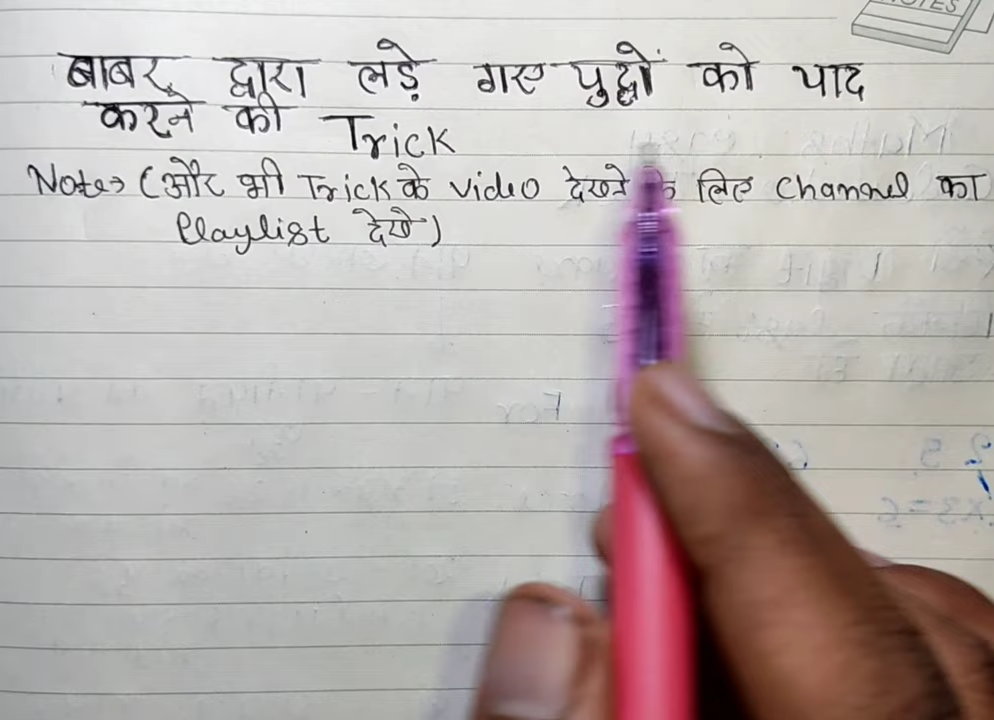 बाबर द्वारा लड़े गए युद्धों को याद
करने की Trick
Note→ (और भी Trick के video देखने के लिए Channel का
Playlist देखे)